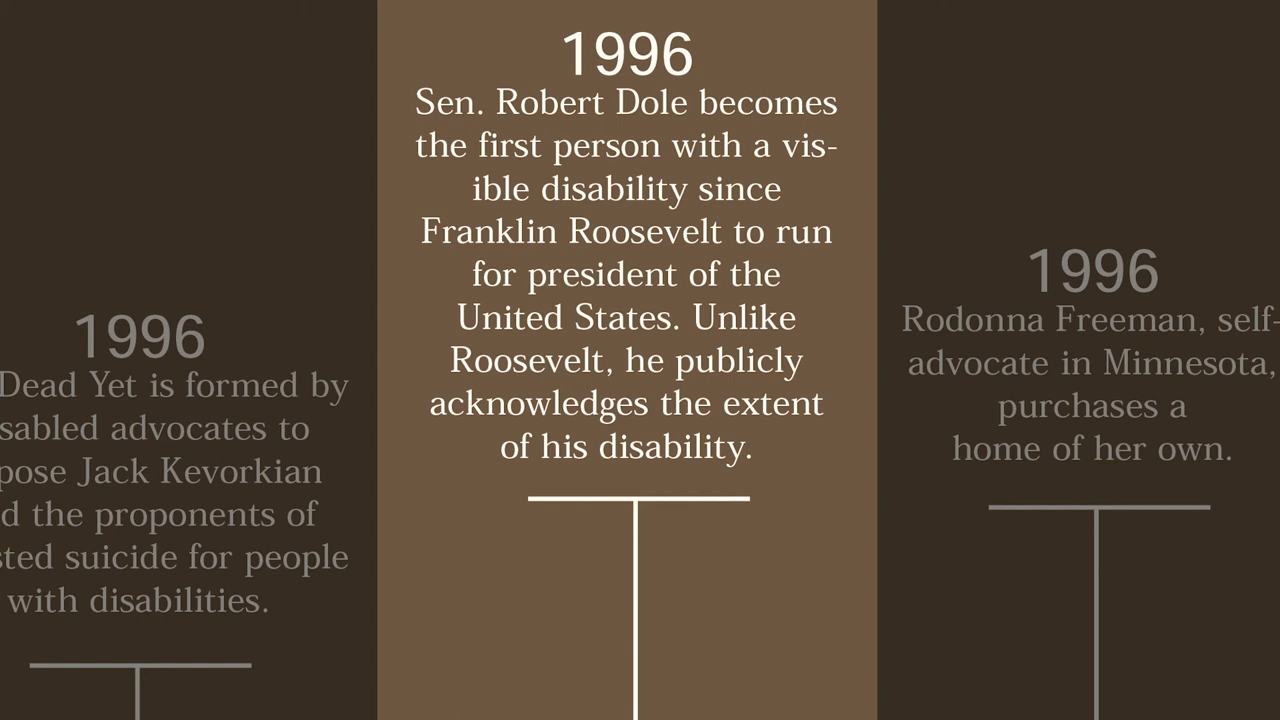 1996
Dead Yet is formed by
sabled advocates to
pose Jack Kevorkian
d the proponents of
sted suicide for people
with disabilities.
1996
Sen. Robert Dole becomes
the first person with a vis-
ible disability since
Franklin Roosevelt to run
for president of the
United States. Unlike
Roosevelt, he publicly
acknowledges the extent
of his disability.
1996
Rodonna Freeman, self-
advocate in Minnesota,
purchases a
home of her own.